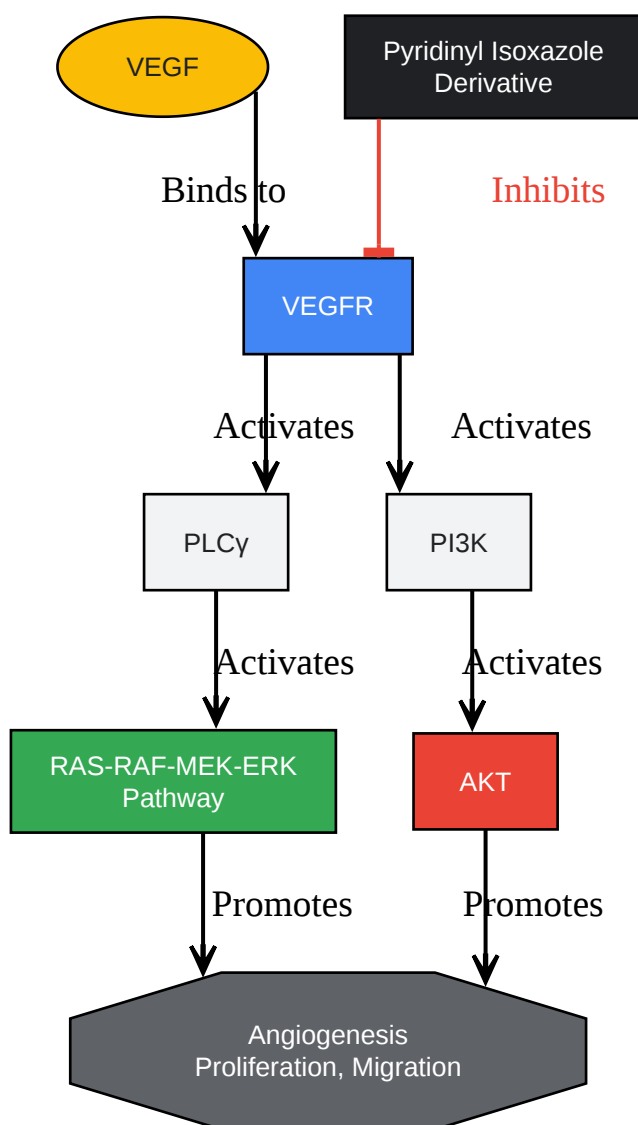 VEGF
Pyridinyl Isoxazole
Derivative
Binds to
Inhibits
VEGFR
Activates
Activates
PLCγ
PI3K
Activates
Activates
RAS-RAF-MEK-ERK
Pathway
AKT
Promotes
Promotes
Angiogenesis
Proliferation, Migration